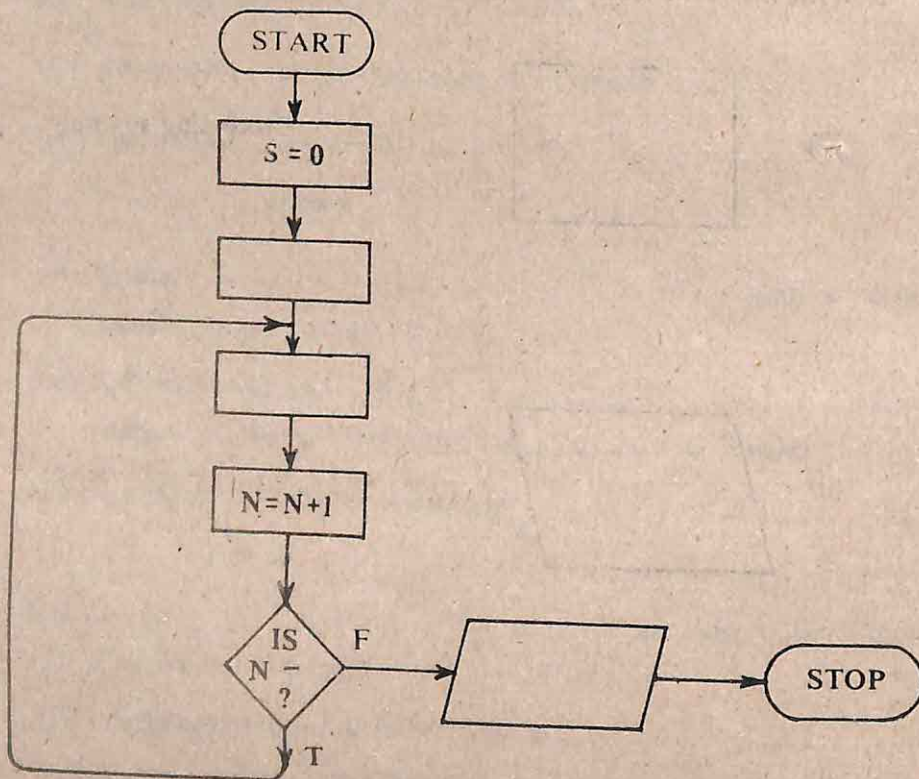 START
S = 0
N=N+1
IS
N –
?
F
STOP
T